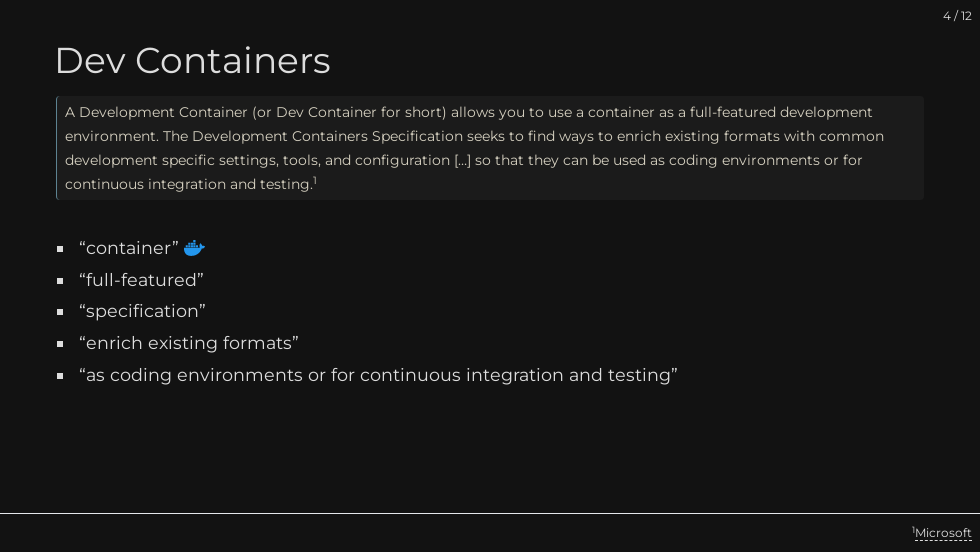 4 / 12
Dev Containers
A Development Container (or Dev Container for short) allows you to use a container as a full-featured development
environment. The Development Containers Specification seeks to find ways to enrich existing formats with common
development specific settings, tools, and configuration [...] so that they can be used as coding environments or for
continuous integration and testing.¹
▪ “container”
▪ “full-featured”
▪ “specification”
▪ “enrich existing formats”
▪ “as coding environments or for continuous integration and testing”
¹Microsoft